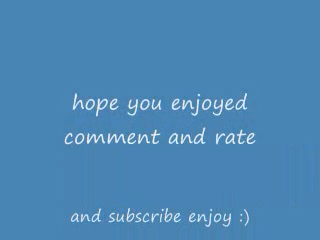 hope you enjoyed
comment and rate
and subscribe enjoy :)